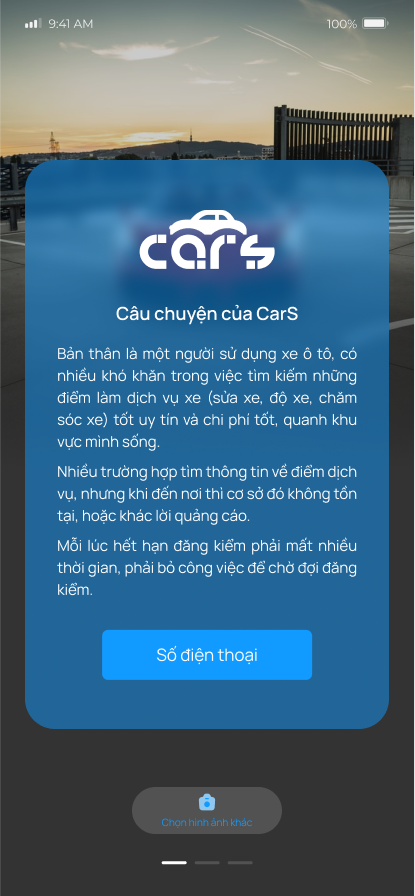 9:41 AM 100%
cars
Câu chuyện của CarS
Bản thân là một người sử dụng xe ô tô, có
nhiều khó khăn trong việc tìm kiếm những
điểm làm dịch vụ xe (sửa xe, độ xe, chăm
sóc xe) tốt uy tín và chi phí tốt, quanh khu
vực mình sống.
Nhiều trường hợp tìm thông tin về điểm dịch
vụ, nhưng khi đến nơi thì cơ sở đó không tồn
tại, hoặc khác lời quảng cáo.
Mỗi lúc hết hạn đăng kiểm phải mất nhiều
thời gian, phải bỏ công việc để chờ đợi đăng
kiểm.
Số điện thoại
Chọn hình ảnh khác